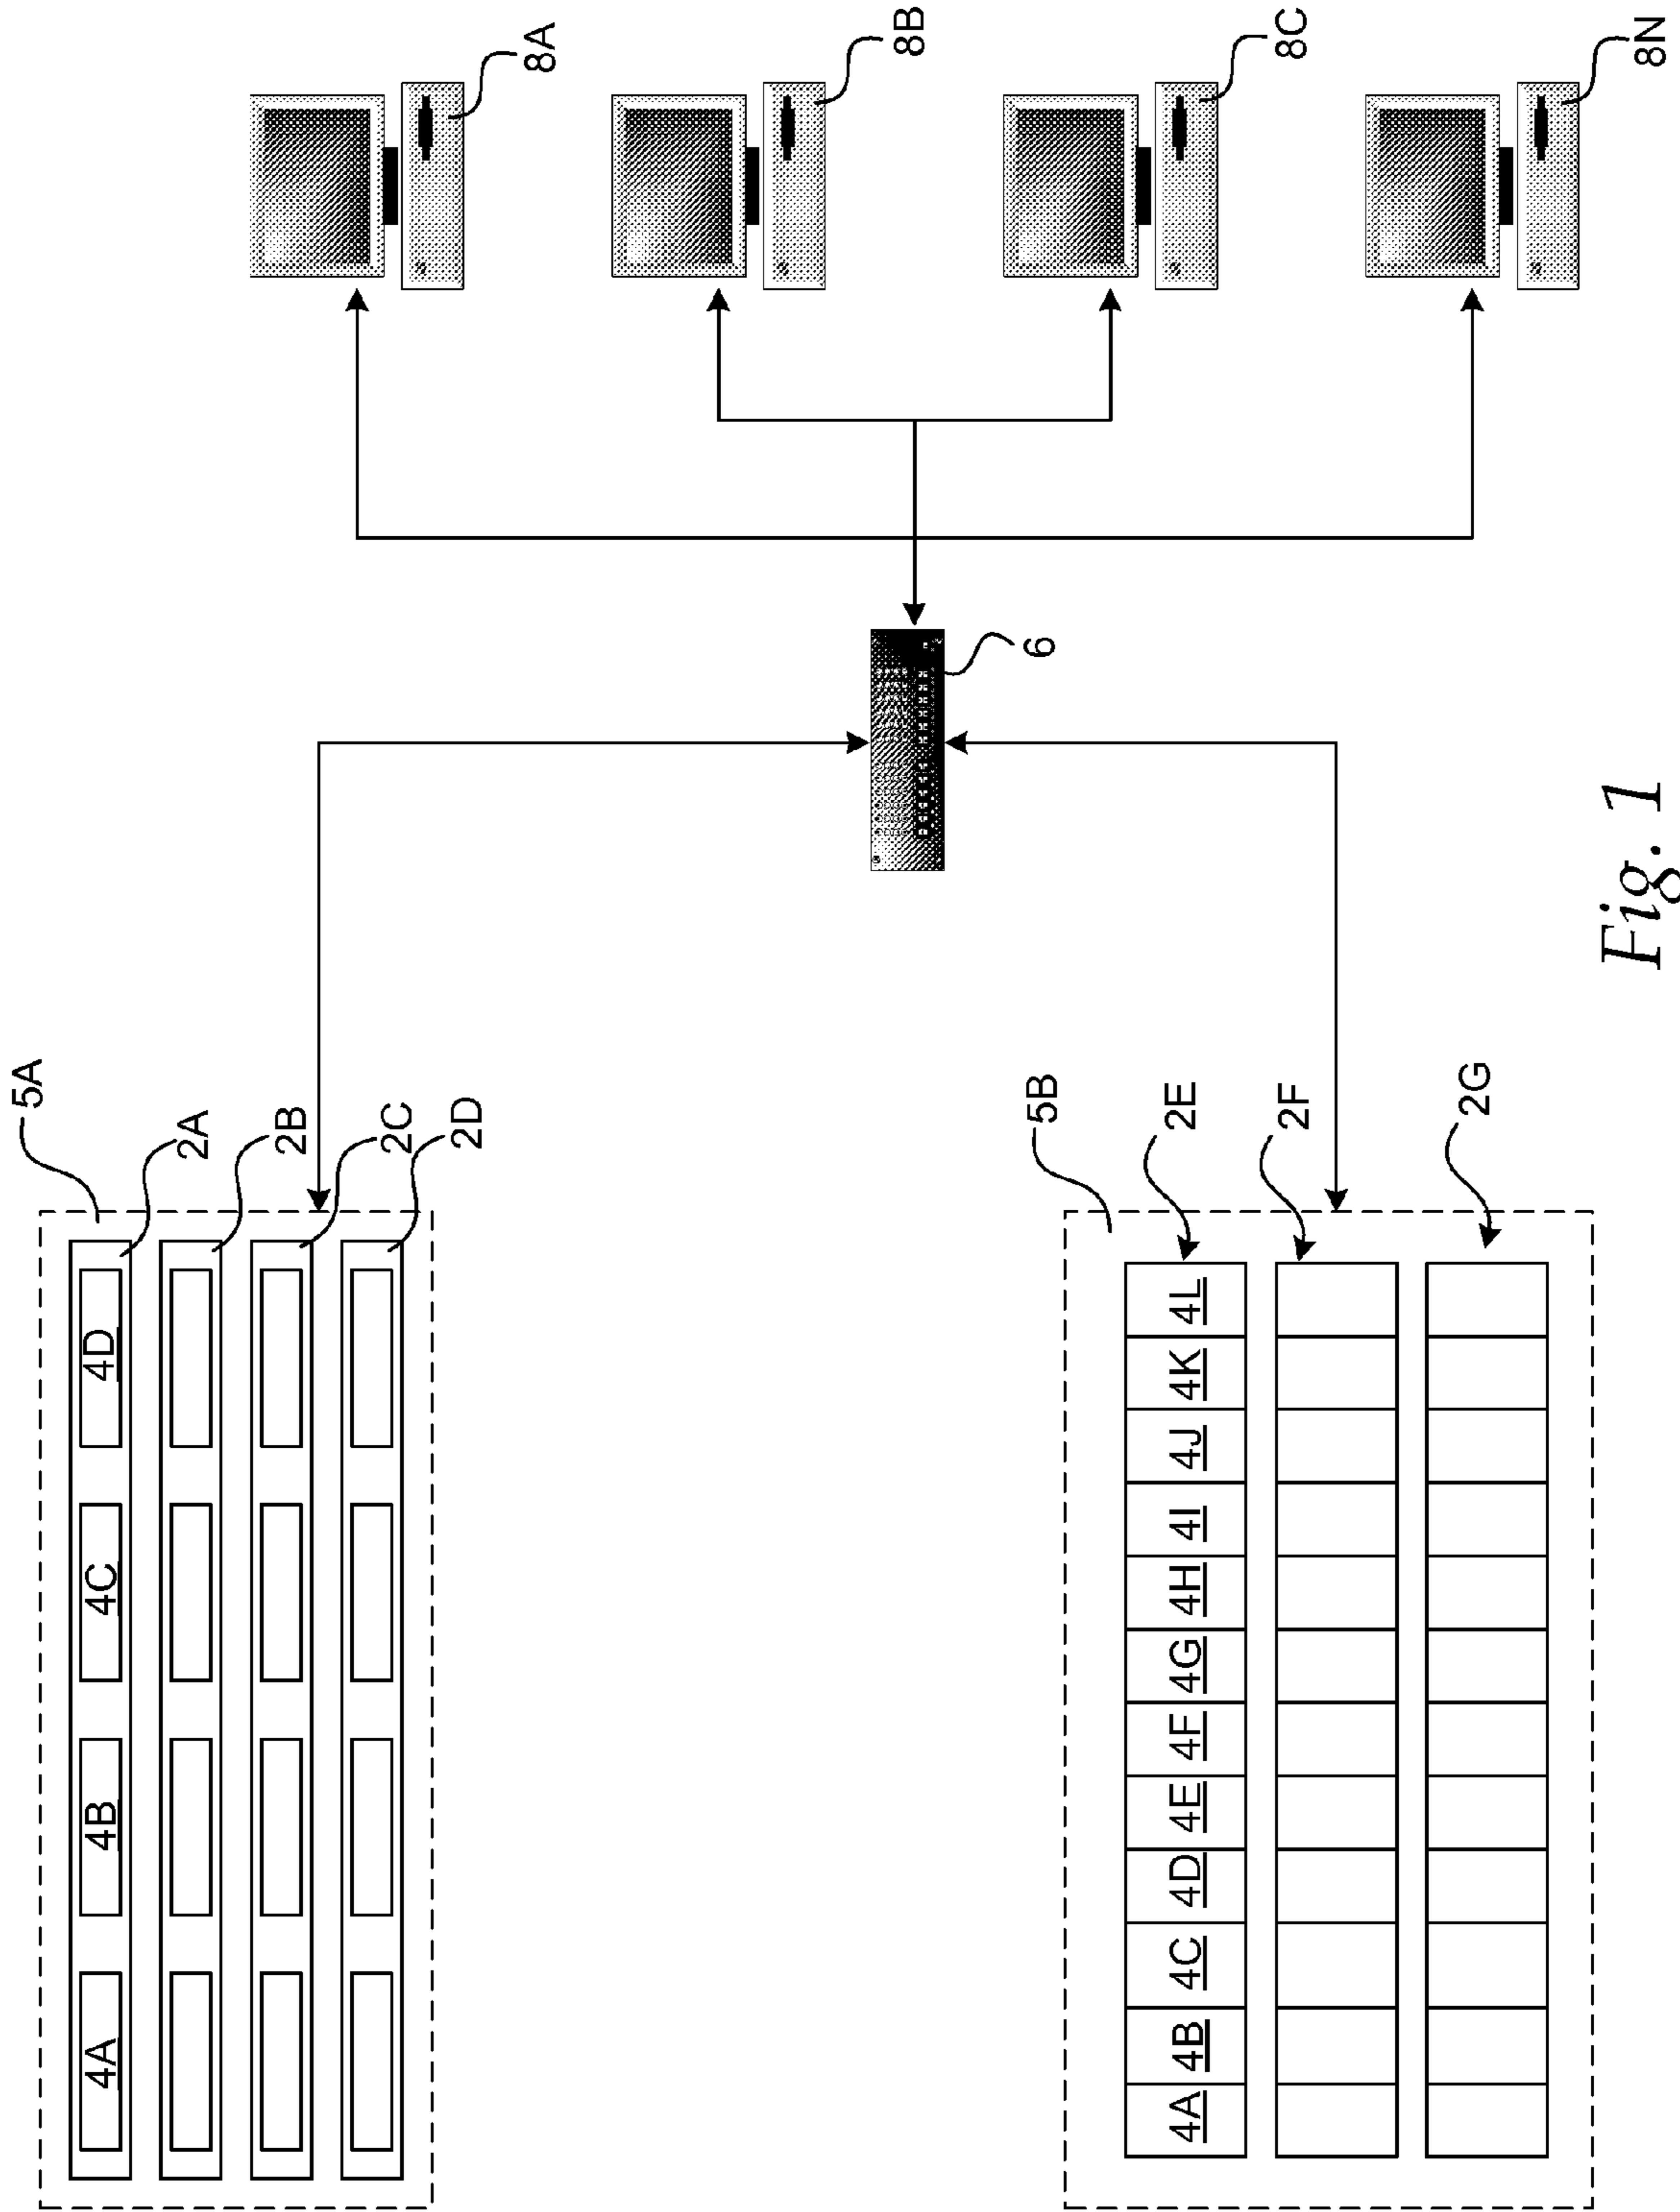 5A
2A
4A 4B 4C 4D
2B
2C
2D
5B
2E
4A 4B 4C 4D 4E 4F 4G 4H 4I 4J 4K 4L
2F
2G
6
8A
8B
8C
8N
Fig. 1